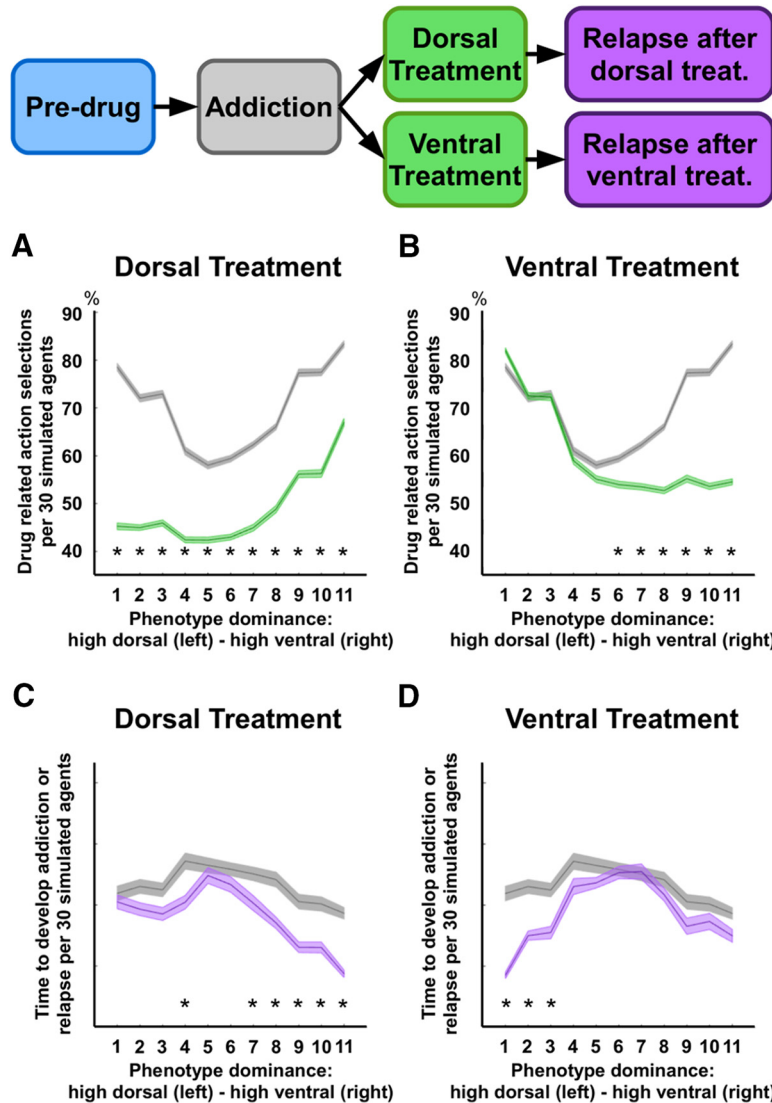 Pre-drug
Addiction
Dorsal
Treatment
Relapse after
dorsal treat.
Ventral
Treatment
Relapse after
ventral treat.
A
Dorsal Treatment
%
90
80
70
60
50
40
Drug related action selections
per 30 simulated agents
* * * * * * * * * * *
1 2 3 4 5 6 7 8 9 10 11
Phenotype dominance:
high dorsal (left) - high ventral (right)
B
Ventral Treatment
%
90
80
70
60
50
40
Drug related action selections
per 30 simulated agents
* * * * * *
1 2 3 4 5 6 7 8 9 10 11
Phenotype dominance:
high dorsal (left) - high ventral (right)
C
Dorsal Treatment
Time to develop addiction or
relapse per 30 simulated agents
* * * * * *
1 2 3 4 5 6 7 8 9 10 11
Phenotype dominance:
high dorsal (left) - high ventral (right)
D
Ventral Treatment
Time to develop addiction or
relapse per 30 simulated agents
* * *
1 2 3 4 5 6 7 8 9 10 11
Phenotype dominance:
high dorsal (left) - high ventral (right)